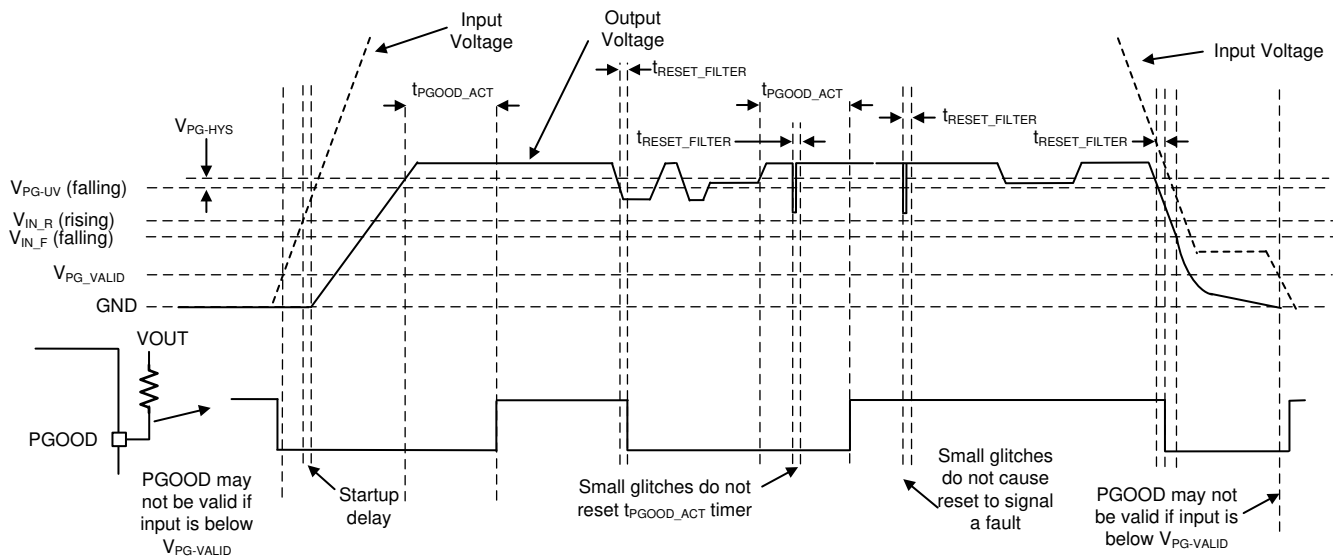 Input
Voltage
Output
Voltage
Input Voltage
tRESET_FILTER
tPGOOD_ACT
tPGOOD_ACT
tRESET_FILTER
tRESET_FILTER
tRESET_FILTER
VPG-HYS
VPG-UV (falling)
VIN_R (rising)
VIN_F (falling)
VPG_VALID
GND
VOUT
PGOOD
PGOOD may
not be valid if
input is below
VPG-VALID
Startup
delay
Small glitches do not
reset tPGOOD_ACT timer
Small glitches
do not cause
reset to signal
a fault
PGOOD may not
be valid if input is
below VPG-VALID